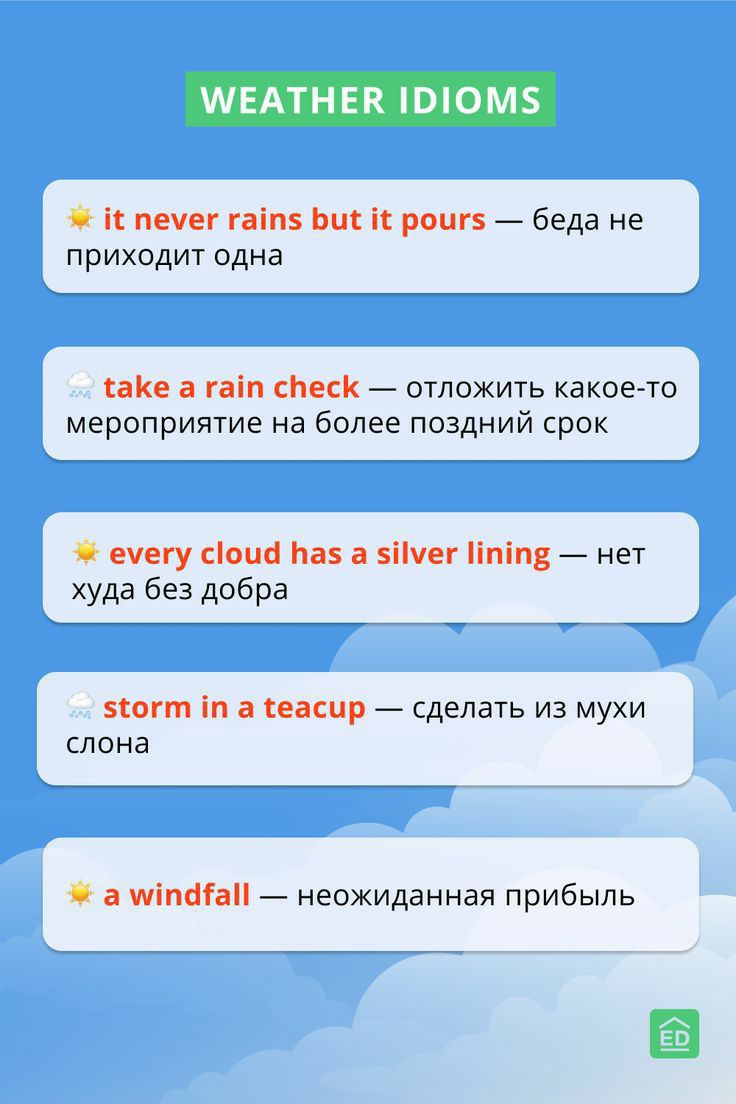 WEATHER IDIOMS
☀️ it never rains but it pours — беда не
приходит одна
🌨️ take a rain check — отложить какое-то
мероприятие на более поздний срок
☀️ every cloud has a silver lining — нет
худа без добра
🌨️ storm in a teacup — сделать из мухи
слона
☀️ a windfall — неожиданная прибыль
ED